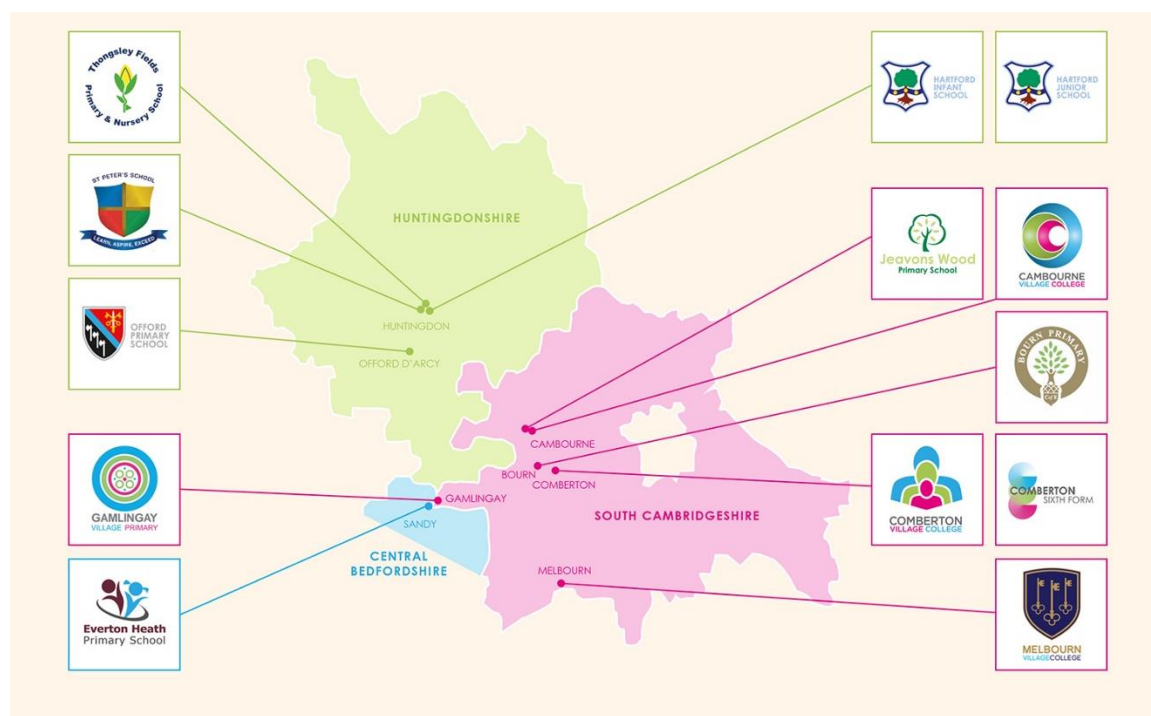 Thongsley Fields
Primary & Nursery School
ST PETER'S SCHOOL
LEARN, ASPIRE, EXCEED
OFFORD
PRIMARY
SCHOOL
GAMLINGAY
VILLAGE PRIMARY
Everton Heath
Primary School
HUNTINGDONSHIRE
HUNTINGDON
OFFORD D'ARCY
CAMBOURNE
BOURN
COMBERTON
GAMLINGAY
SANDY
SOUTH CAMBRIDGESHIRE
CENTRAL
BEDFORDSHIRE
MELBOURN
HARTFORD
INFANT
SCHOOL
HARTFORD
JUNIOR
SCHOOL
Jeavons Wood
Primary School
CAMBOURNE
VILLAGE COLLEGE
BOURN PRIMARY
CofE
COMBERTON
VILLAGE COLLEGE
COMBERTON
SIXTH FORM
MELBOURN
VILLAGECOLLEGE